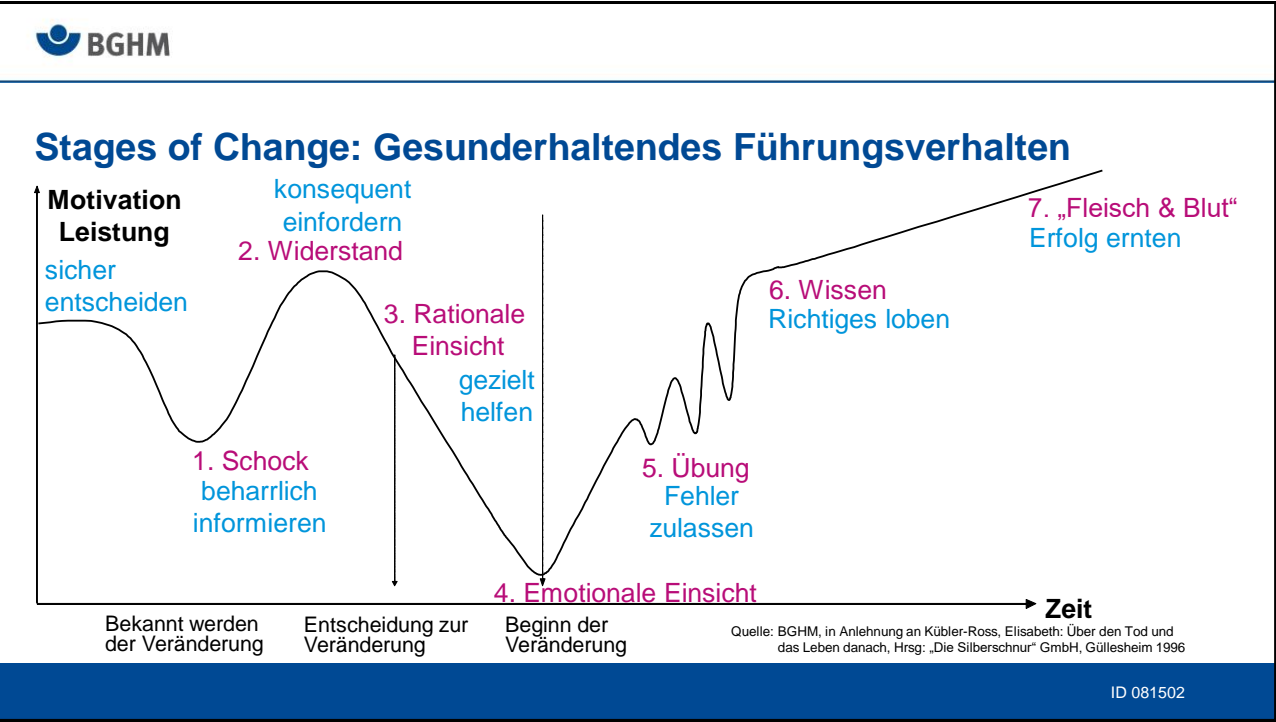 BGHM
Stages of Change: Gesunderhaltendes Führungsverhalten
Motivation
Leistung
sicher
entscheiden
konsequent
einfordern
2. Widerstand
3. Rationale
Einsicht
gezielt
helfen
1. Schock
beharrlich
informieren
4. Emotionale Einsicht
5. Übung
Fehler
zulassen
6. Wissen
Richtiges loben
7. „Fleisch & Blut“
Erfolg ernten
Zeit
Bekannt werden
der Veränderung
Entscheidung zur
Veränderung
Beginn der
Veränderung
Quelle: BGHM, in Anlehnung an Kübler-Ross, Elisabeth: Über den Tod und
das Leben danach, Hrsg: „Die Silberschnur“ GmbH, Güllesheim 1996
ID 081502